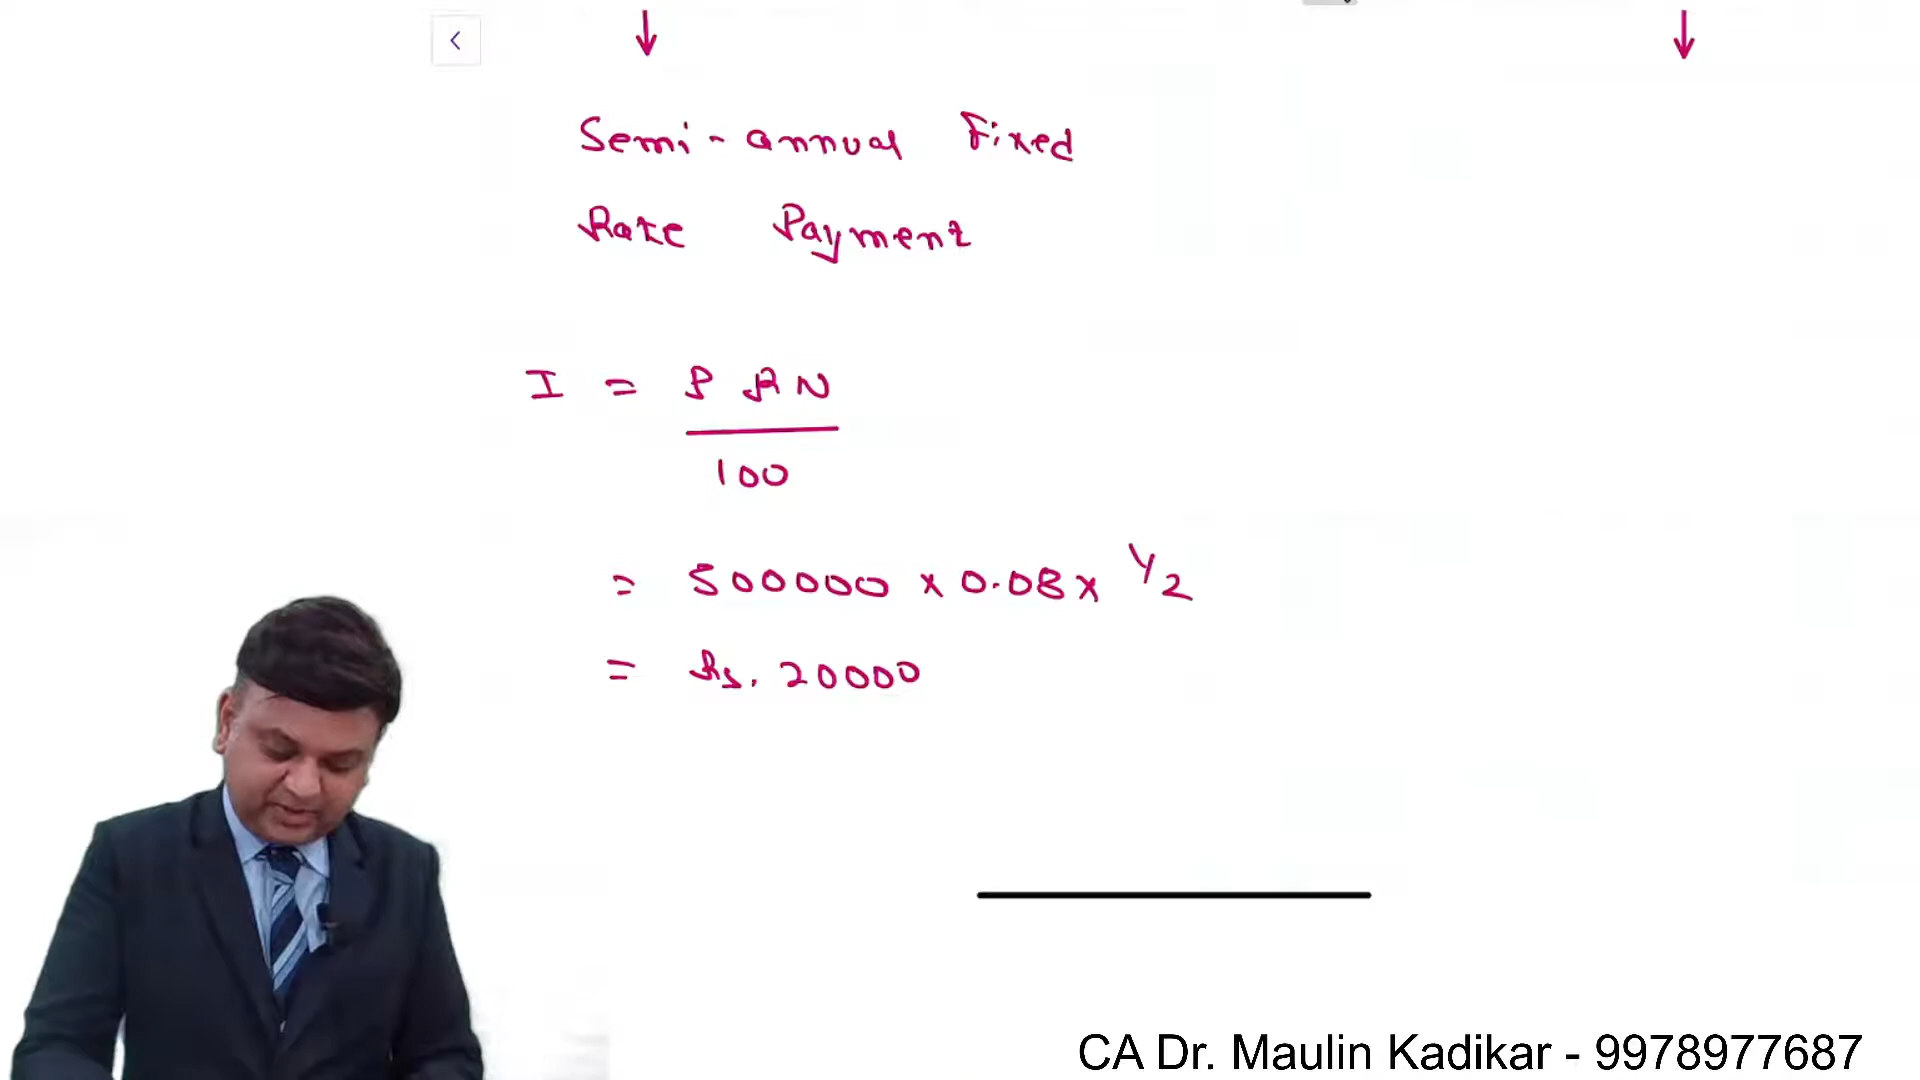 Semi-annual Fixed
Rate Payment
I = PRN
100
= 500000 x 0.08 x 1/2
= Rs. 20000
CA Dr. Maulin Kadikar - 9978977687